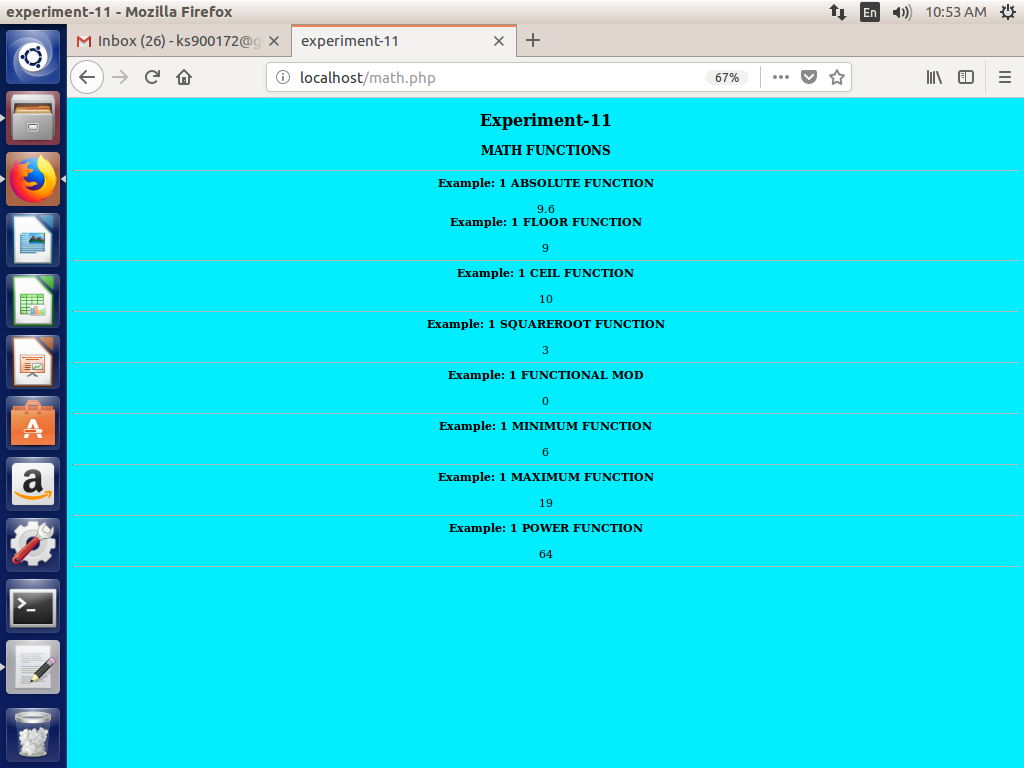 experiment-11 - Mozilla Firefox
En
10:53 AM
Inbox (26) - ks900172@g
experiment-11
localhost/math.php
67%
Experiment-11
MATH FUNCTIONS
Example: 1 ABSOLUTE FUNCTION
9.6
Example: 1 FLOOR FUNCTION
9
Example: 1 CEIL FUNCTION
10
Example: 1 SQUAREROOT FUNCTION
3
Example: 1 FUNCTIONAL MOD
0
Example: 1 MINIMUM FUNCTION
6
Example: 1 MAXIMUM FUNCTION
19
Example: 1 POWER FUNCTION
64